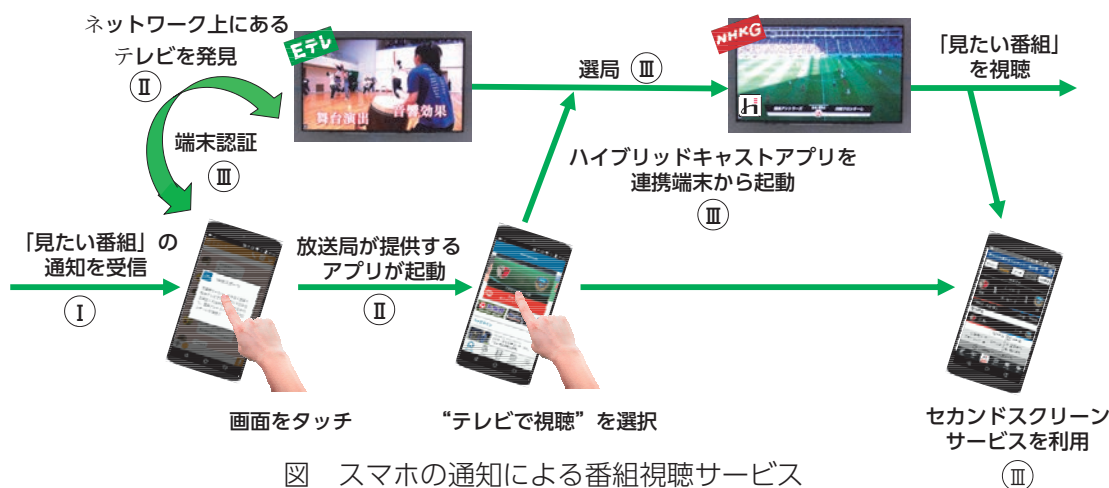 ネットワーク上にある
テレビを発見
Ⅱ
端末認証
Ⅲ
Eテレ
舞台演出
音響効果
選局 Ⅲ
NHKG
「見たい番組」
を視聴
ハイブリッドキャストアプリを
連携端末から起動
Ⅲ
「見たい番組」の
通知を受信
Ⅰ
放送局が提供する
アプリが起動
Ⅱ
画面をタッチ
“テレビで視聴”を選択
セカンドスクリーン
サービスを利用
Ⅲ
図 スマホの通知による番組視聴サービス